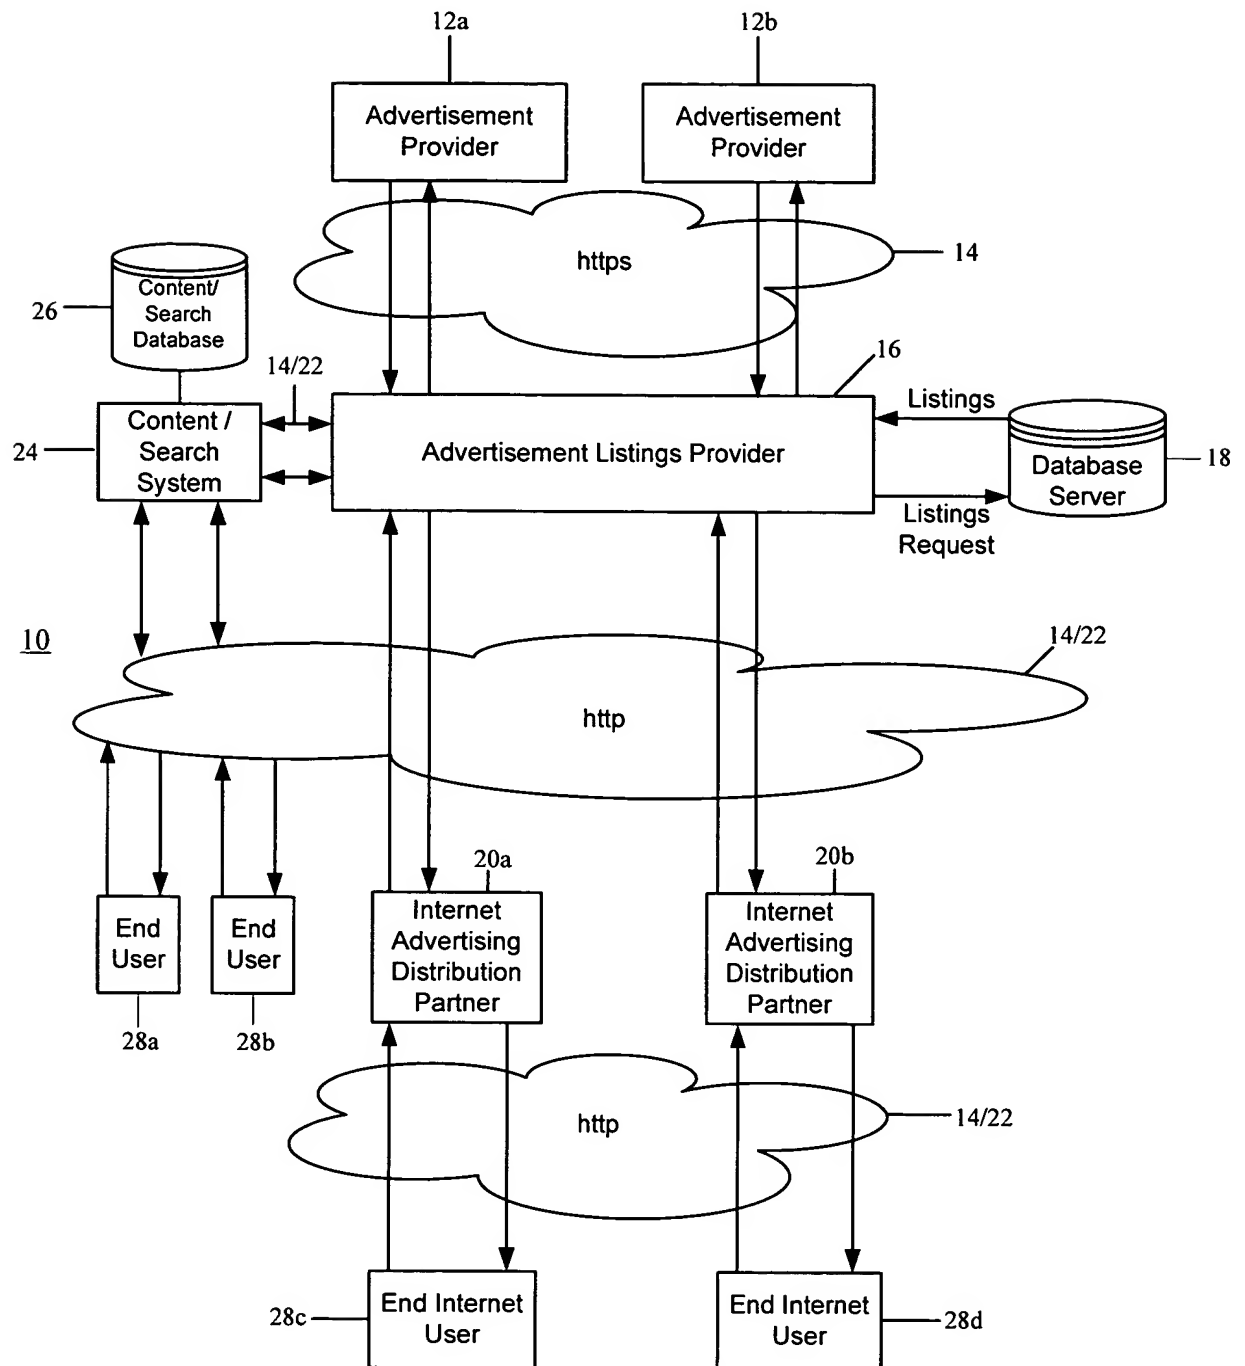 12a
12b
Advertisement
Provider
Advertisement
Provider
https
14
Content/
Search
Database
26
14/22
16
Listings
Content /
Search
System
24
Advertisement Listings Provider
Database
Server
18
Listings
Request
10
14/22
http
20a
20b
End
User
End
User
Internet
Advertising
Distribution
Partner
Internet
Advertising
Distribution
Partner
28a
28b
http
14/22
28c
End Internet
User
End Internet
User
28d